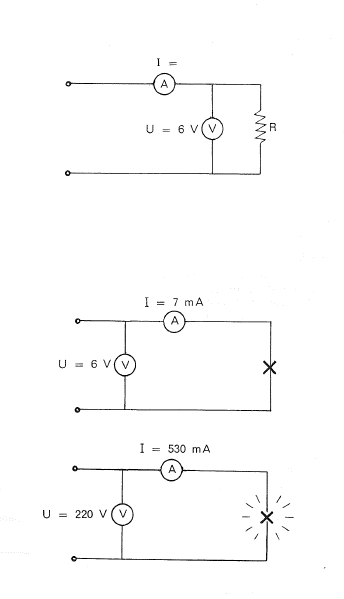 I =
A
U = 6 V V R
I = 7 mA
A
U = 6 V V
I = 530 mA
A
U = 220 V V